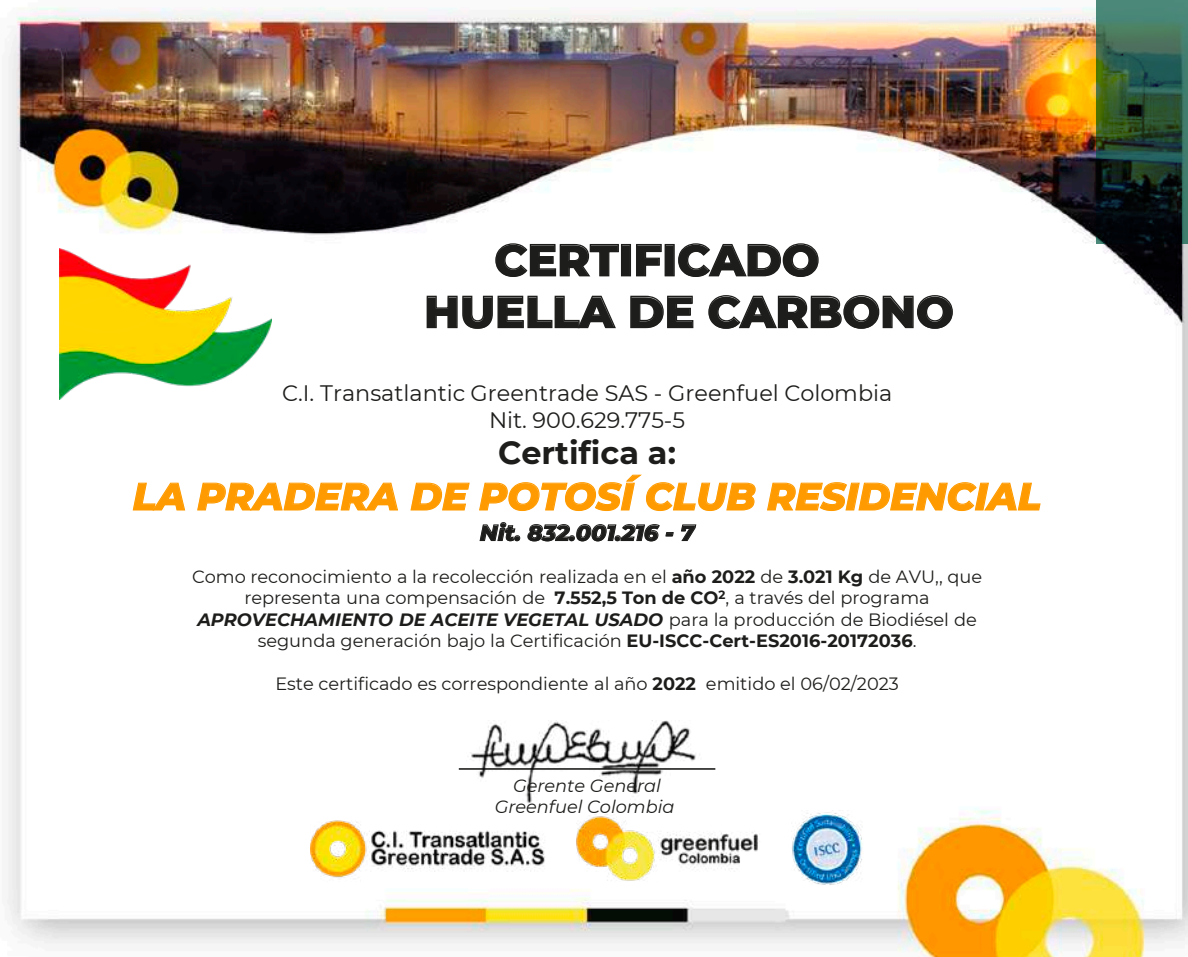 CERTIFICADO
HUELLA DE CARBONO
C.I. Transatlantic Greentrade SAS - Greenfuel Colombia
Nit. 900.629.775-5
Certifica a:
LA PRADERA DE POTOSÍ CLUB RESIDENCIAL
Nit. 832.001.216 - 7
Como reconocimiento a la recolección realizada en el año 2022 de 3.021 Kg de AVU,, que
representa una compensación de 7.552,5 Ton de CO², a través del programa
APROVECHAMIENTO DE ACEITE VEGETAL USADO para la producción de Biodiésel de
segunda generación bajo la Certificación EU-ISCC-Cert-ES2016-20172036.
Este certificado es correspondiente al año 2022 emitido el 06/02/2023
Gerente General
Greenfuel Colombia
C.I. Transatlantic
Greentrade S.A.S
greenfuel
Colombia
ISCC